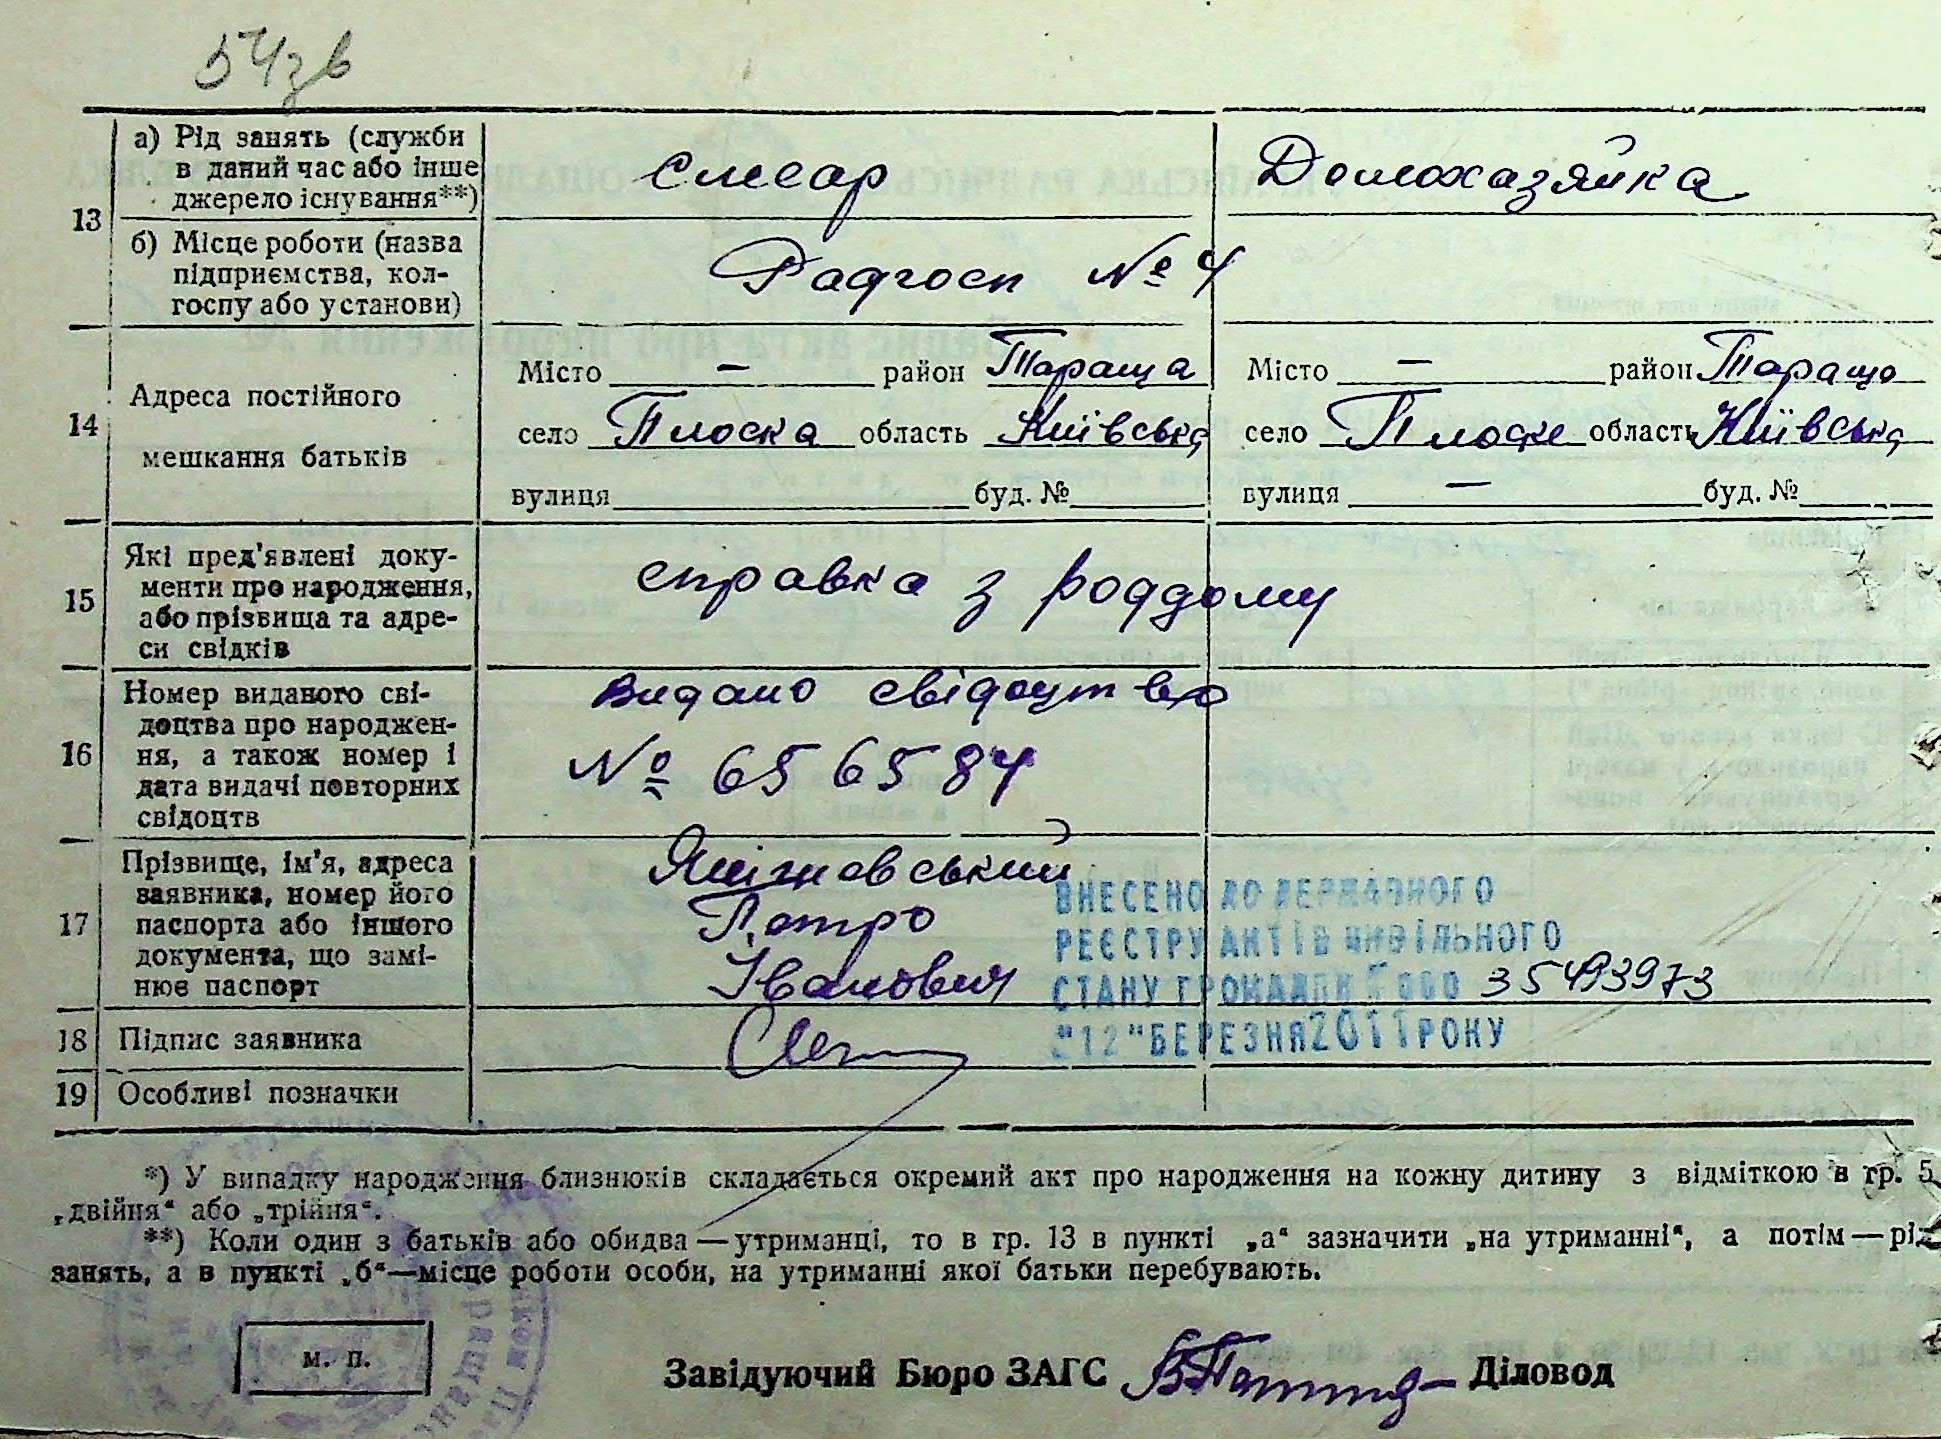 54зв
13
а) Рід занять (служби
в даний час або інше
джерело існування**)
Слюсар
Домохазяйка
б) Місце роботи (назва
підприємства, кол-
госпу або установи)
Радгосп № 4
14
Адреса постійного
мешкання батьків
Місто — район Тараща
село Плоска область Київська
вулиця буд. №
Місто — район Тараща
село Плоске область Київська
вулиця — буд. №
15
Які пред'явлені доку-
менти про народження,
або прізвища та адре-
си свідків
справка з роддому
16
Номер виданого сві-
доцтва про народжен-
ня, а також номер і
дата видачі повторних
свідоцтв
Видано свідоцтво
№ 656584
17
Прізвище, ім'я, адреса
заявника, номер його
паспорта або іншого
документа, що замі-
нює паспорт
Петро
Іванович
ВНЕСЕНО ДО ДЕРЖАВНОГО
РЕЄСТРУ АКТІВ ЦИВІЛЬНОГО
СТАНУ ГРОМАДЯН 000 35493973
"12" БЕРЕЗНЯ 2011 РОКУ
18
Підпис заявника
19
Особливі позначки
*) У випадку народження близнюків складається окремий акт про народження на кожну дитину з відміткою в гр. 5
„двійня“ або „трійня“.
**) Коли один з батьків або обидва — утриманці, то в гр. 13 в пункті „а“ зазначити „на утриманні“, а потім — рід
занять, а в пункті „б“—місце роботи особи, на утриманні якої батьки перебувають.
м. п.
Завідуючий Бюро ЗАГС
Діловод